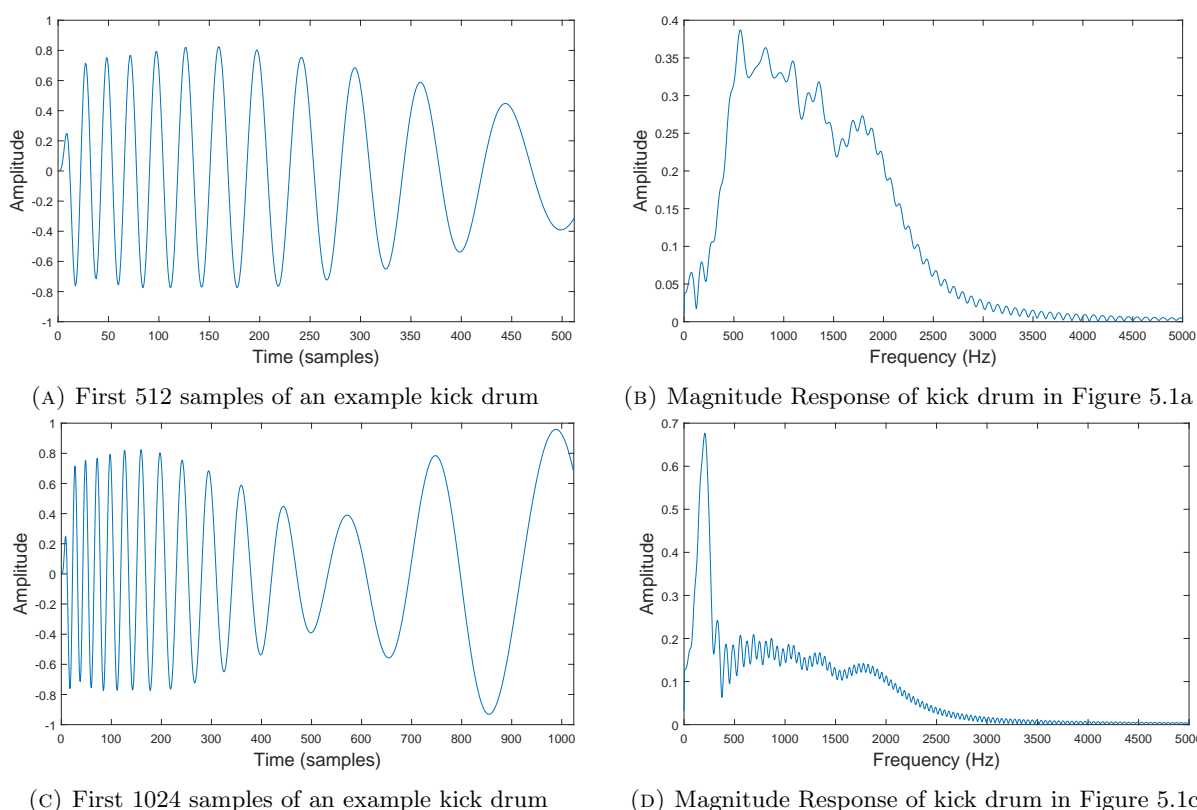 1
0.8
0.6
0.4
0.2
0
-0.2
-0.4
-0.6
-0.8
-1
Amplitude
0 50 100 150 200 250 300 350 400 450 500
Time (samples)
(A) First 512 samples of an example kick drum
0.4
0.35
0.3
0.25
0.2
0.15
0.1
0.05
0
Amplitude
0 500 1000 1500 2000 2500 3000 3500 4000 4500 5000
Frequency (Hz)
(B) Magnitude Response of kick drum in Figure 5.1a
1
0.8
0.6
0.4
0.2
0
-0.2
-0.4
-0.6
-0.8
-1
Amplitude
0 100 200 300 400 500 600 700 800 900 1000
Time (samples)
(C) First 1024 samples of an example kick drum
0.7
0.6
0.5
0.4
0.3
0.2
0.1
0
Amplitude
0 500 1000 1500 2000 2500 3000 3500 4000 4500 5000
Frequency (Hz)
(D) Magnitude Response of kick drum in Figure 5.1c